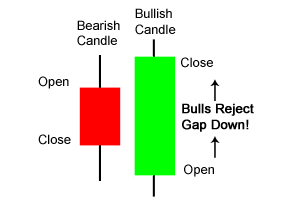 Bearish
Candle
Bullish
Candle
Open
Close
Close
Bulls Reject
Gap Down!
Open